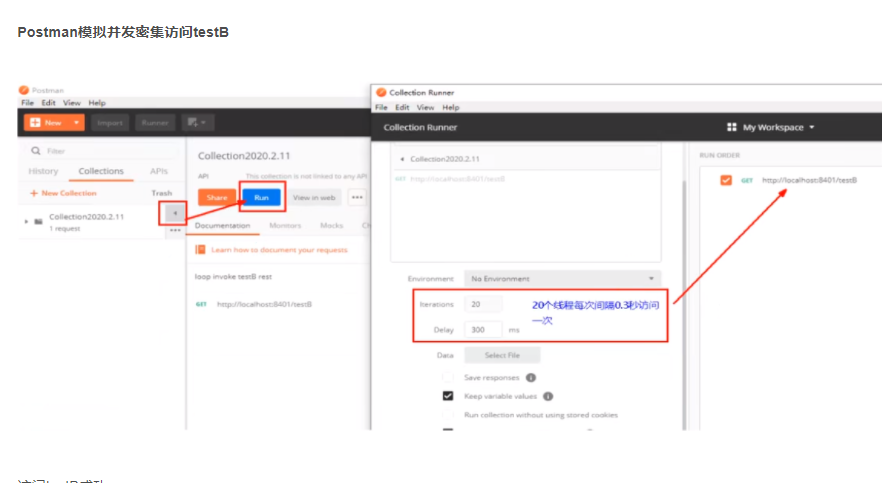 Postman模拟并发密集访问testB
Postman
File Edit View Help
New
Import
Runner
Filter
History Collections APIs
+ New Collection Trash
Collection2020.2.11
1 request
Collection2020.2.11
API This collection is not linked to any API
Share Run View in web
Documentation Monitors Mocks
Learn how to document your requests
loop invoke testB rest
GET http://localhost:8401/testB
Collection Runner
File Edit View Help
Collection Runner
My Workspace
Collection2020.2.11
GET http://localhost:8401/testB
Environment No Environment
Iterations 20
Delay 300 ms
20个线程每次间隔0.3秒访问
一次
Data Select File
Save responses
Keep variable values
Run collection without using stored cookies
RUN ORDER
GET http://localhost:8401/testB